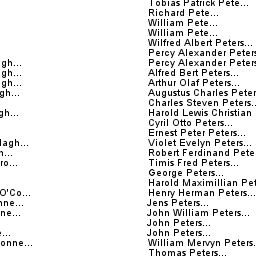 Tobias Patrick Pete...
Richard Pete...
William Pete...
William Pete...
Wilfred Albert Peters...
Percy Alexander Peters
gh... Percy Alexander Peters...
gh... Alfred Bert Peters...
gh... Arthur Olaf Peters...
gh... Augustus Charles Peter
Charles Steven Peters...
gh... Harold Lewis Christian
Cyril Otto Peters...
Ernest Peter Peters...
lagh... Violet Evelyn Peters...
n... Robert Ferdinand Pete
ro... Timis Fred Peters...
George Peters...
Harold Maximillian Pet
O'Co... Henry Herman Peters...
nne... Jens Peters...
ne... John William Peters...
John Peters...
e... John Peters...
onne... William Mervyn Peters.
Thomas Peters...